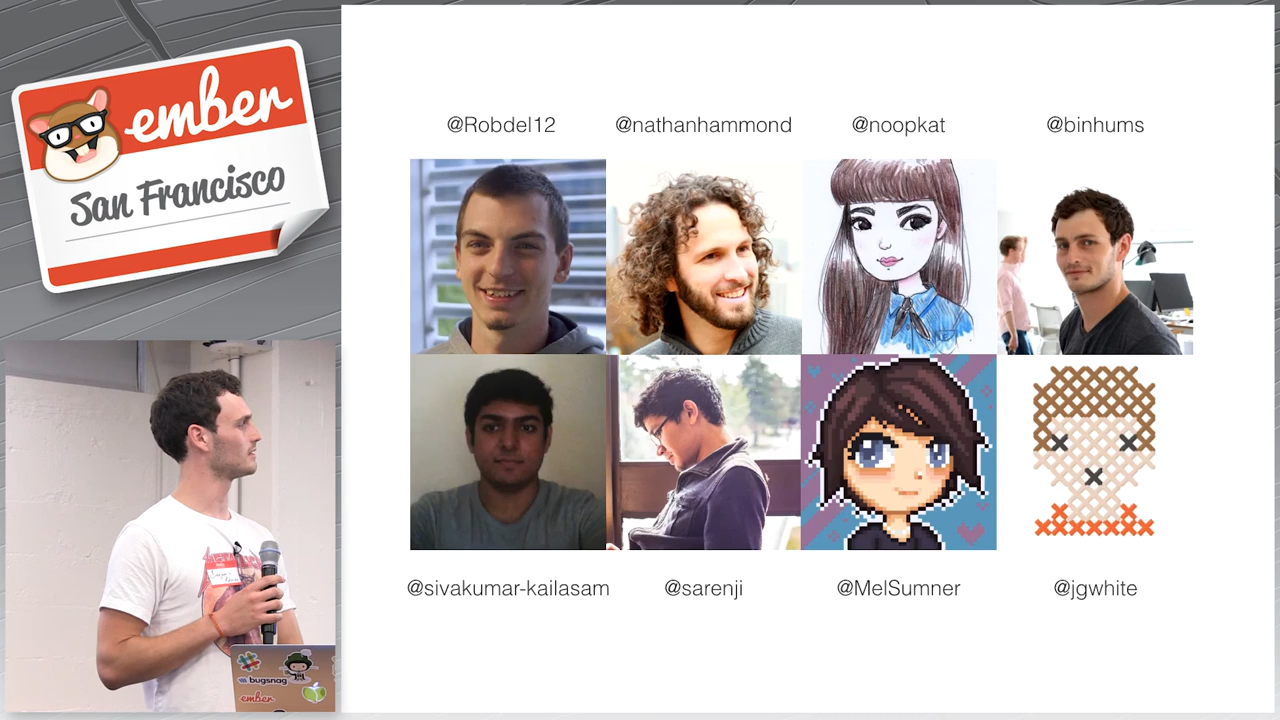 ember
San Francisco
@Robdel12
@nathanhammond
@noopkat
@binhums
@sivakumar-kailasam
@sarenji
@MelSumner
@jgwhite
bugsnag
ember